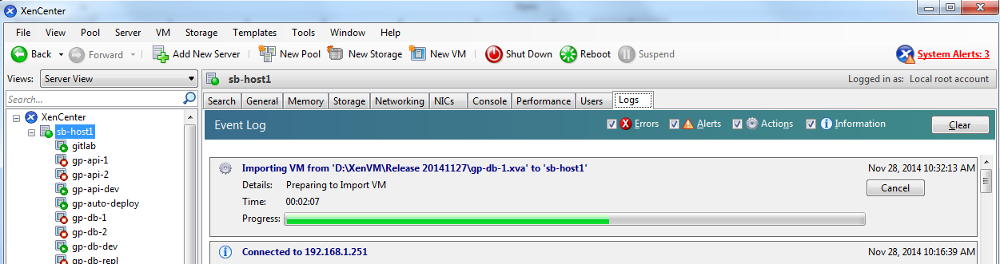 XenCenter
File View Pool Server VM Storage Templates Tools Window Help
Back Forward Add New Server New Pool New Storage New VM Shut Down Reboot Suspend System Alerts: 3
Views: Server View sb-host1 Logged in as: Local root account
Search... Search General Memory Storage Networking NICs Console Performance Users Logs
XenCenter
Event Log Errors Alerts Actions Information Clear
sb-host1
gitlab
gp-api-1
gp-api-2
gp-api-dev
gp-auto-deploy
gp-db-1
gp-db-2
gp-db-dev
gp-db-repl
Importing VM from 'D:\XenVM\Release 20141127\gp-db-1.xva' to 'sb-host1' Nov 28, 2014 10:32:13 AM
Details: Preparing to Import VM Cancel
Time: 00:02:07
Progress:
Connected to 192.168.1.251 Nov 28, 2014 10:16:39 AM